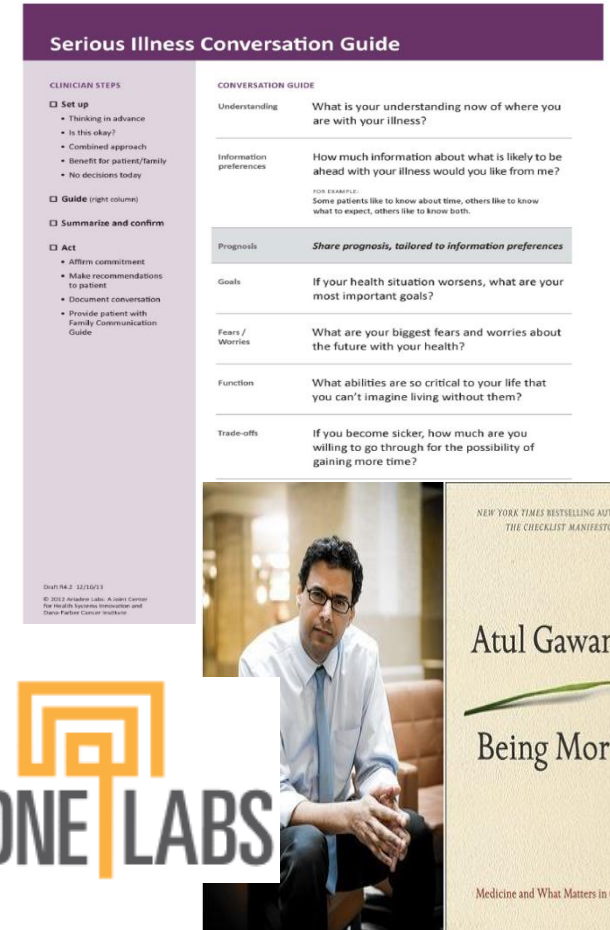 Serious Illness Conversation Guide
CLINICIAN STEPS
Set up
• Thinking in advance
• Is this okay?
• Combined approach
• Benefit for patient/family
• No decisions today
Guide (right column)
Summarize and confirm
Act
• Affirm commitment
• Make recommendations
to patient
• Document conversation
• Provide patient with
Family Communication
Guide
Draft R4.2 12/10/13
© 2012 Ariadne Labs: A Joint Center
for Health Systems Innovation and
Dana-Farber Cancer Institute
CONVERSATION GUIDE
Understanding
What is your understanding now of where you
are with your illness?
Information
preferences
How much information about what is likely to be
ahead with your illness would you like from me?
FOR EXAMPLE:
Some patients like to know about time, others like to know
what to expect, others like to know both.
Prognosis
Share prognosis, tailored to information preferences
Goals
If your health situation worsens, what are your
most important goals?
Fears /
Worries
What are your biggest fears and worries about
the future with your health?
Function
What abilities are so critical to your life that
you can't imagine living without them?
Trade-offs
If you become sicker, how much are you
willing to go through for the possibility of
gaining more time?
NEW YORK TIMES BESTSELLING AUT
THE CHECKLIST MANIFESTO
Atul Gawan
Being Mor
Medicine and What Matters in
NE LABS